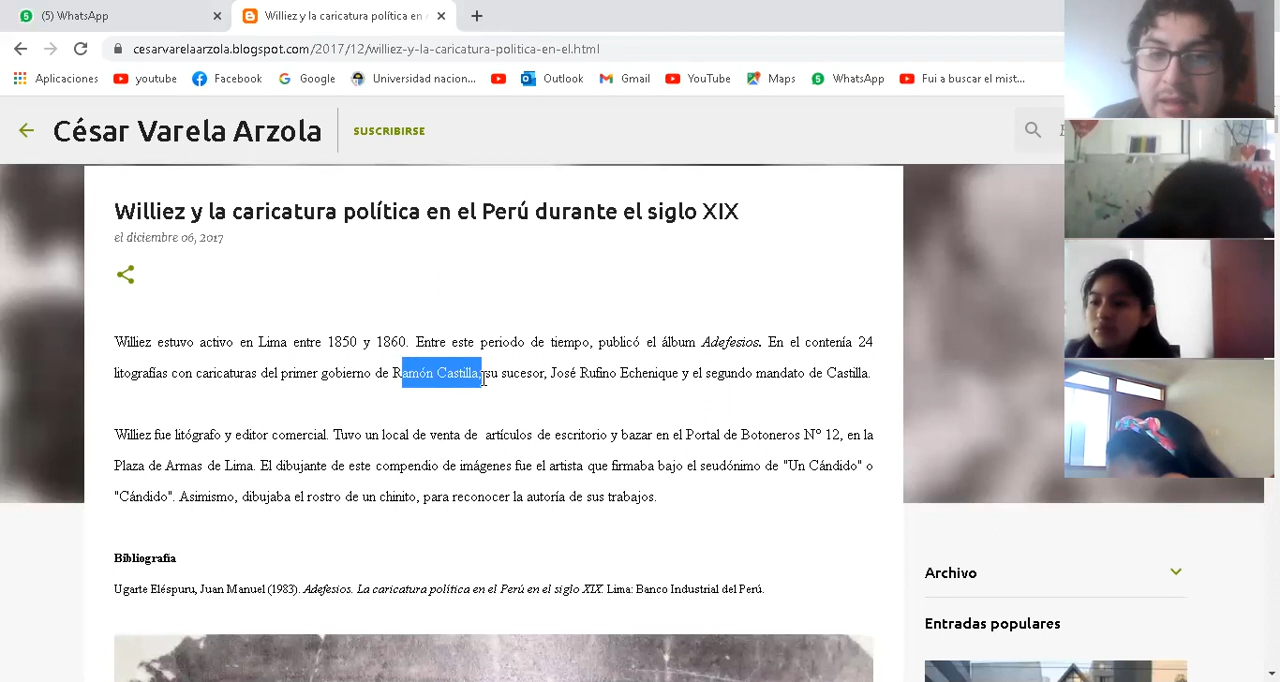 (5) WhatsApp
Williez y la caricatura política en
cesarvarelaarzola.blogspot.com/2017/12/williez-y-la-caricatura-politica-en-el.html
Aplicaciones youtube Facebook Google Universidad nacion... Outlook Gmail YouTube Maps WhatsApp Fui a buscar el mist...
César Varela Arzola SUSCRIBIRSE
Williez y la caricatura política en el Perú durante el siglo XIX
el diciembre 06, 2017
Williez estuvo activo en Lima entre 1850 y 1860. Entre este periodo de tiempo, publicó el álbum Adefesios. En el contenía 24
litografías con caricaturas del primer gobierno de Ramón Castilla, su sucesor, José Rufino Echenique y el segundo mandato de Castilla.
Williez fue litógrafo y editor comercial. Tuvo un local de venta de artículos de escritorio y bazar en el Portal de Botoneros Nº 12, en la
Plaza de Armas de Lima. El dibujante de este compendio de imágenes fue el artista que firmaba bajo el seudónimo de "Un Cándido" o
"Cándido". Asimismo, dibujaba el rostro de un chinito, para reconocer la autoría de sus trabajos.
Bibliografía
Ugarte Eléspuru, Juan Manuel (1983). Adefesios. La caricatura política en el Perú en el siglo XIX. Lima: Banco Industrial del Perú.
Archivo
Entradas populares